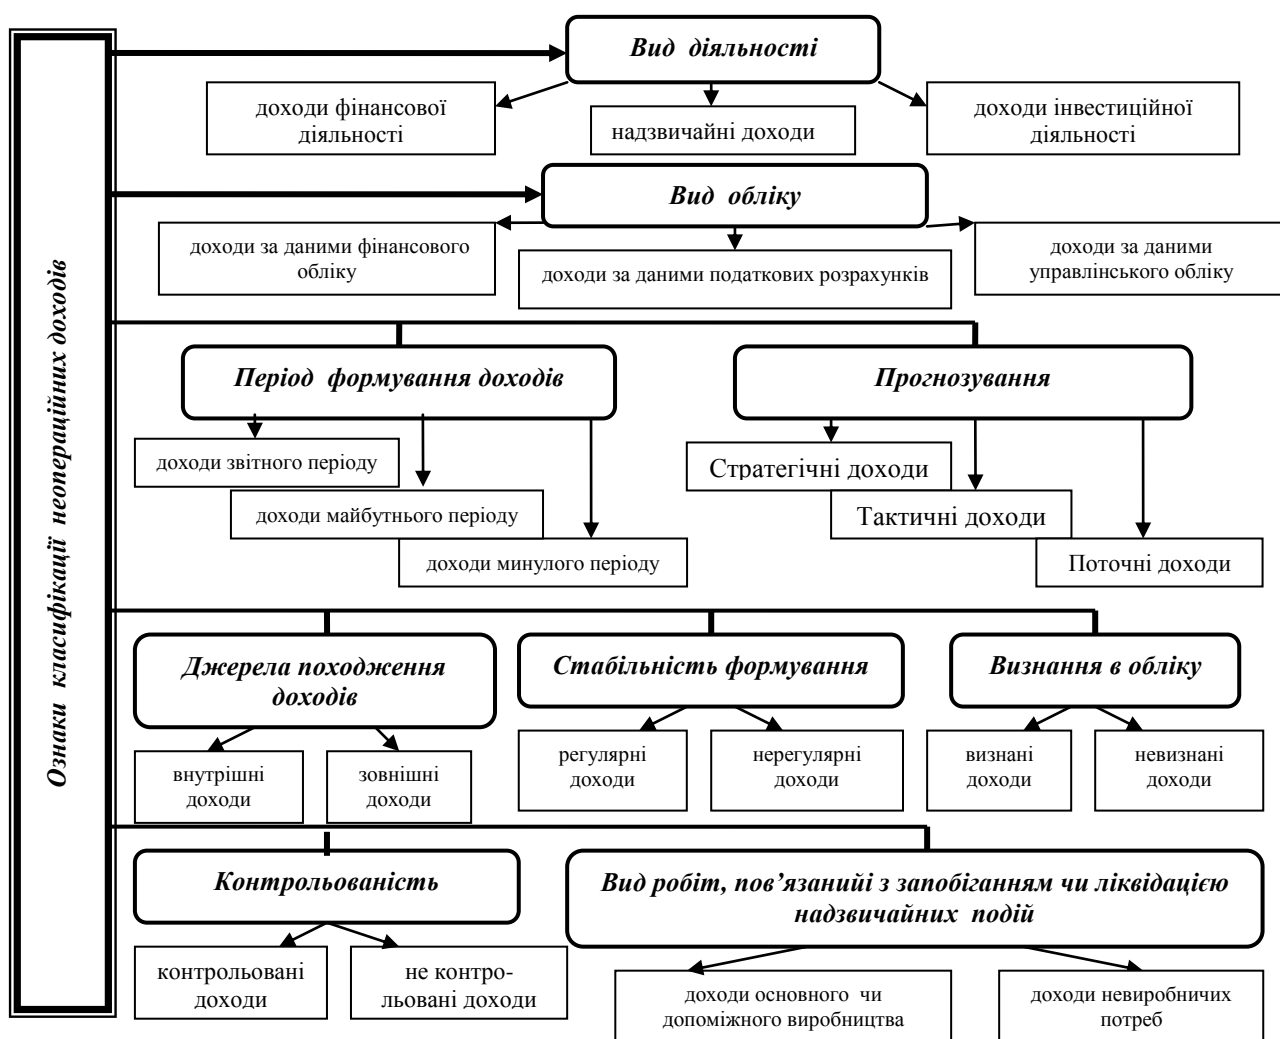 Ознаки класифікації неопераційних доходів
Вид діяльності
доходи фінансової
діяльності
надзвичайні доходи
доходи інвестиційної
діяльності
Вид обліку
доходи за даними фінансового
обліку
доходи за даними податкових розрахунків
доходи за даними
управлінського обліку
Період формування доходів
Прогнозування
доходи звітного періоду
доходи майбутнього періоду
доходи минулого періоду
Стратегічні доходи
Тактичні доходи
Поточні доходи
Джерела походження
доходів
Стабільність формування
Визнання в обліку
внутрішні
доходи
зовнішні
доходи
регулярні
доходи
нерегулярні
доходи
визнані
доходи
невизнані
доходи
Контрольованість
Вид робіт, пов’язанийі з запобіганням чи ліквідацією
надзвичайних подій
контрольовані
доходи
не контро-
льовані доходи
доходи основного чи
допоміжного виробництва
доходи невиробничих
потреб